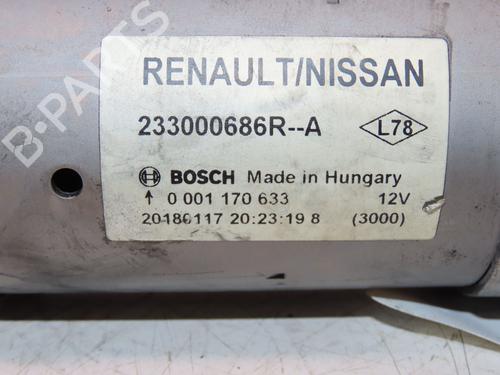 B-PARTS
RENAULT/NISSAN
233000686R--A
L78
BOSCH Made in Hungary
↑ 0 001 170 633 12V
20180117 20:23:19 8 (3000)